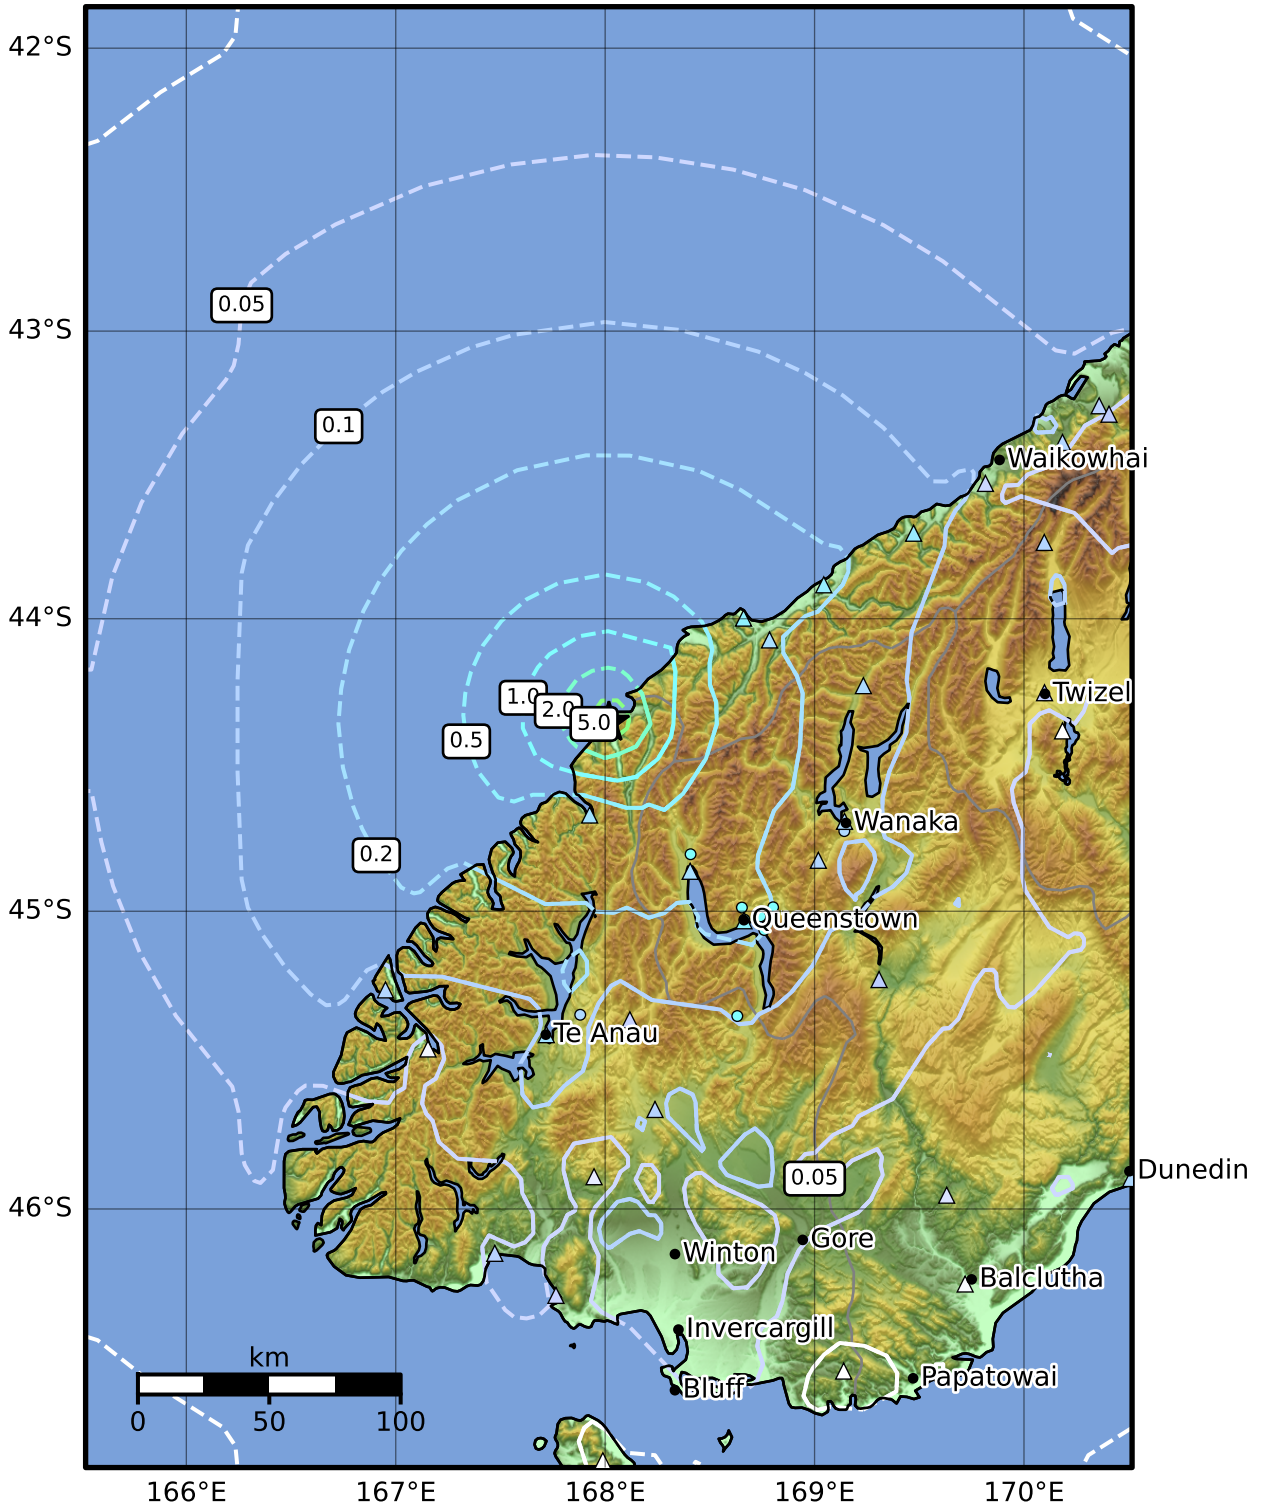 42°S
43°S
44°S
45°S
46°S
0.05
0.1
Waikowhai
1.0
2.0
5.0
0.5
Twizel
Wanaka
0.2
Queenstown
Te Anau
0.05
Dunedin
Gore
Winton
Balclutha
Invercargill
Papatowai
Bluff
km
0 50 100
166°E 167°E 168°E 169°E 170°E